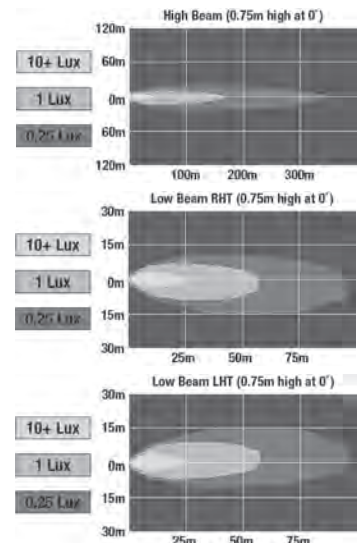 High Beam (0.75m high at 0°)
120m
60m
0m
60m
120m
10+ Lux
1 Lux
0.25 Lux
100m 200m 300m
Low Beam RHT (0.75m high at 0°)
30m
15m
0m
15m
30m
10+ Lux
1 Lux
0.25 Lux
25m 50m 75m
Low Beam LHT (0.75m high at 0°)
30m
15m
0m
15m
30m
10+ Lux
1 Lux
0.25 Lux
25m 50m 75m